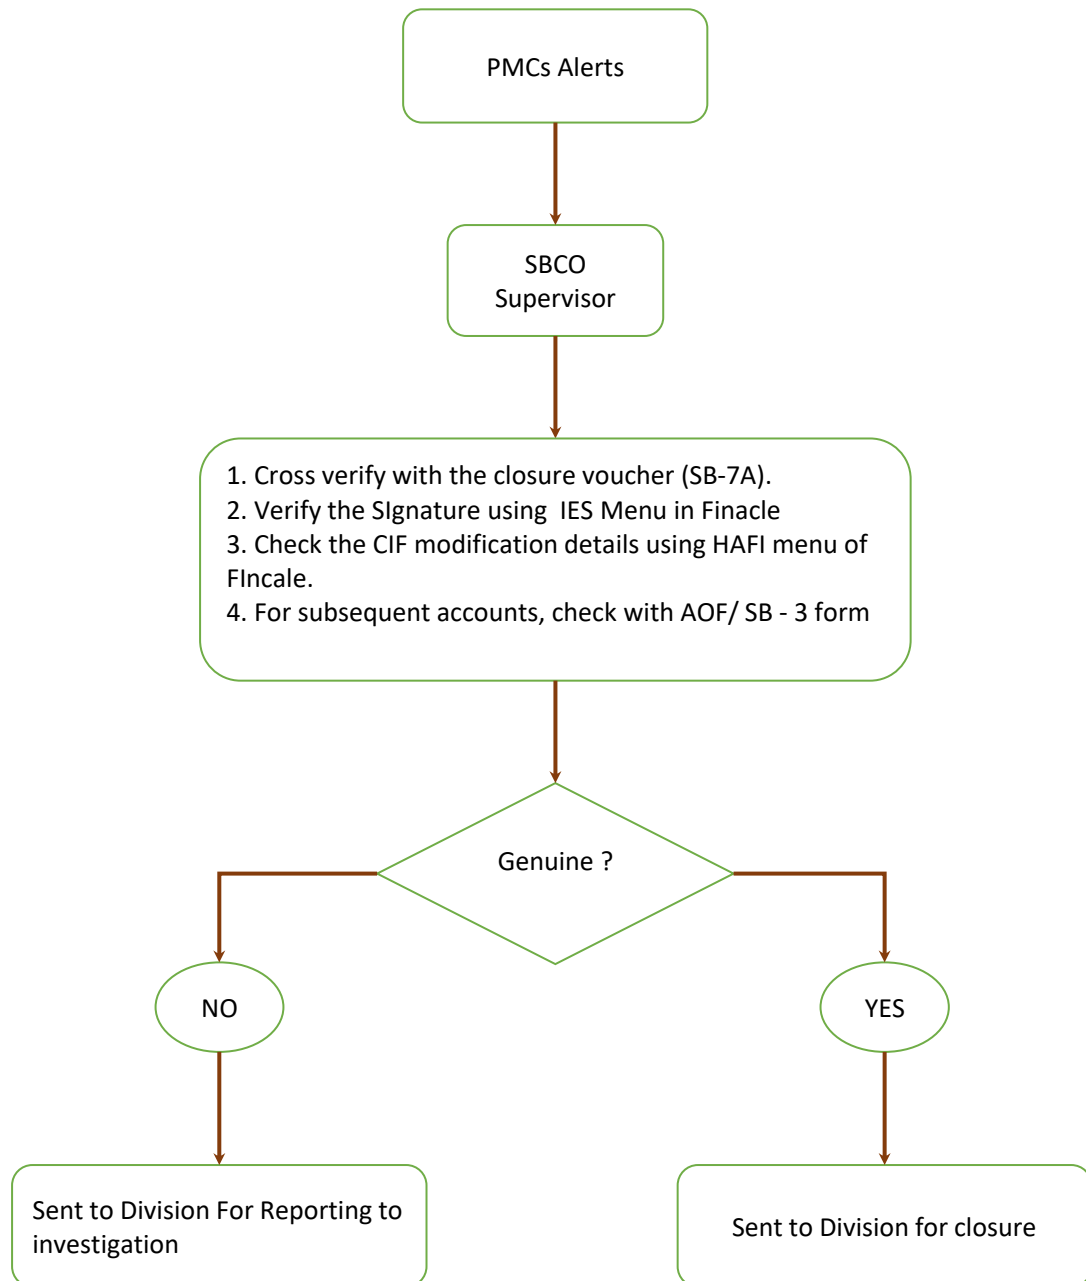 PMCs Alerts
SBCO
Supervisor
1. Cross verify with the closure voucher (SB-7A).
2. Verify the SIgnature using  IES Menu in Finacle
3. Check the CIF modification details using HAFI menu of
FIncale.
4. For subsequent accounts, check with AOF/ SB - 3 form
Genuine ?
NO
YES
Sent to Division For Reporting to
investigation
Sent to Division for closure